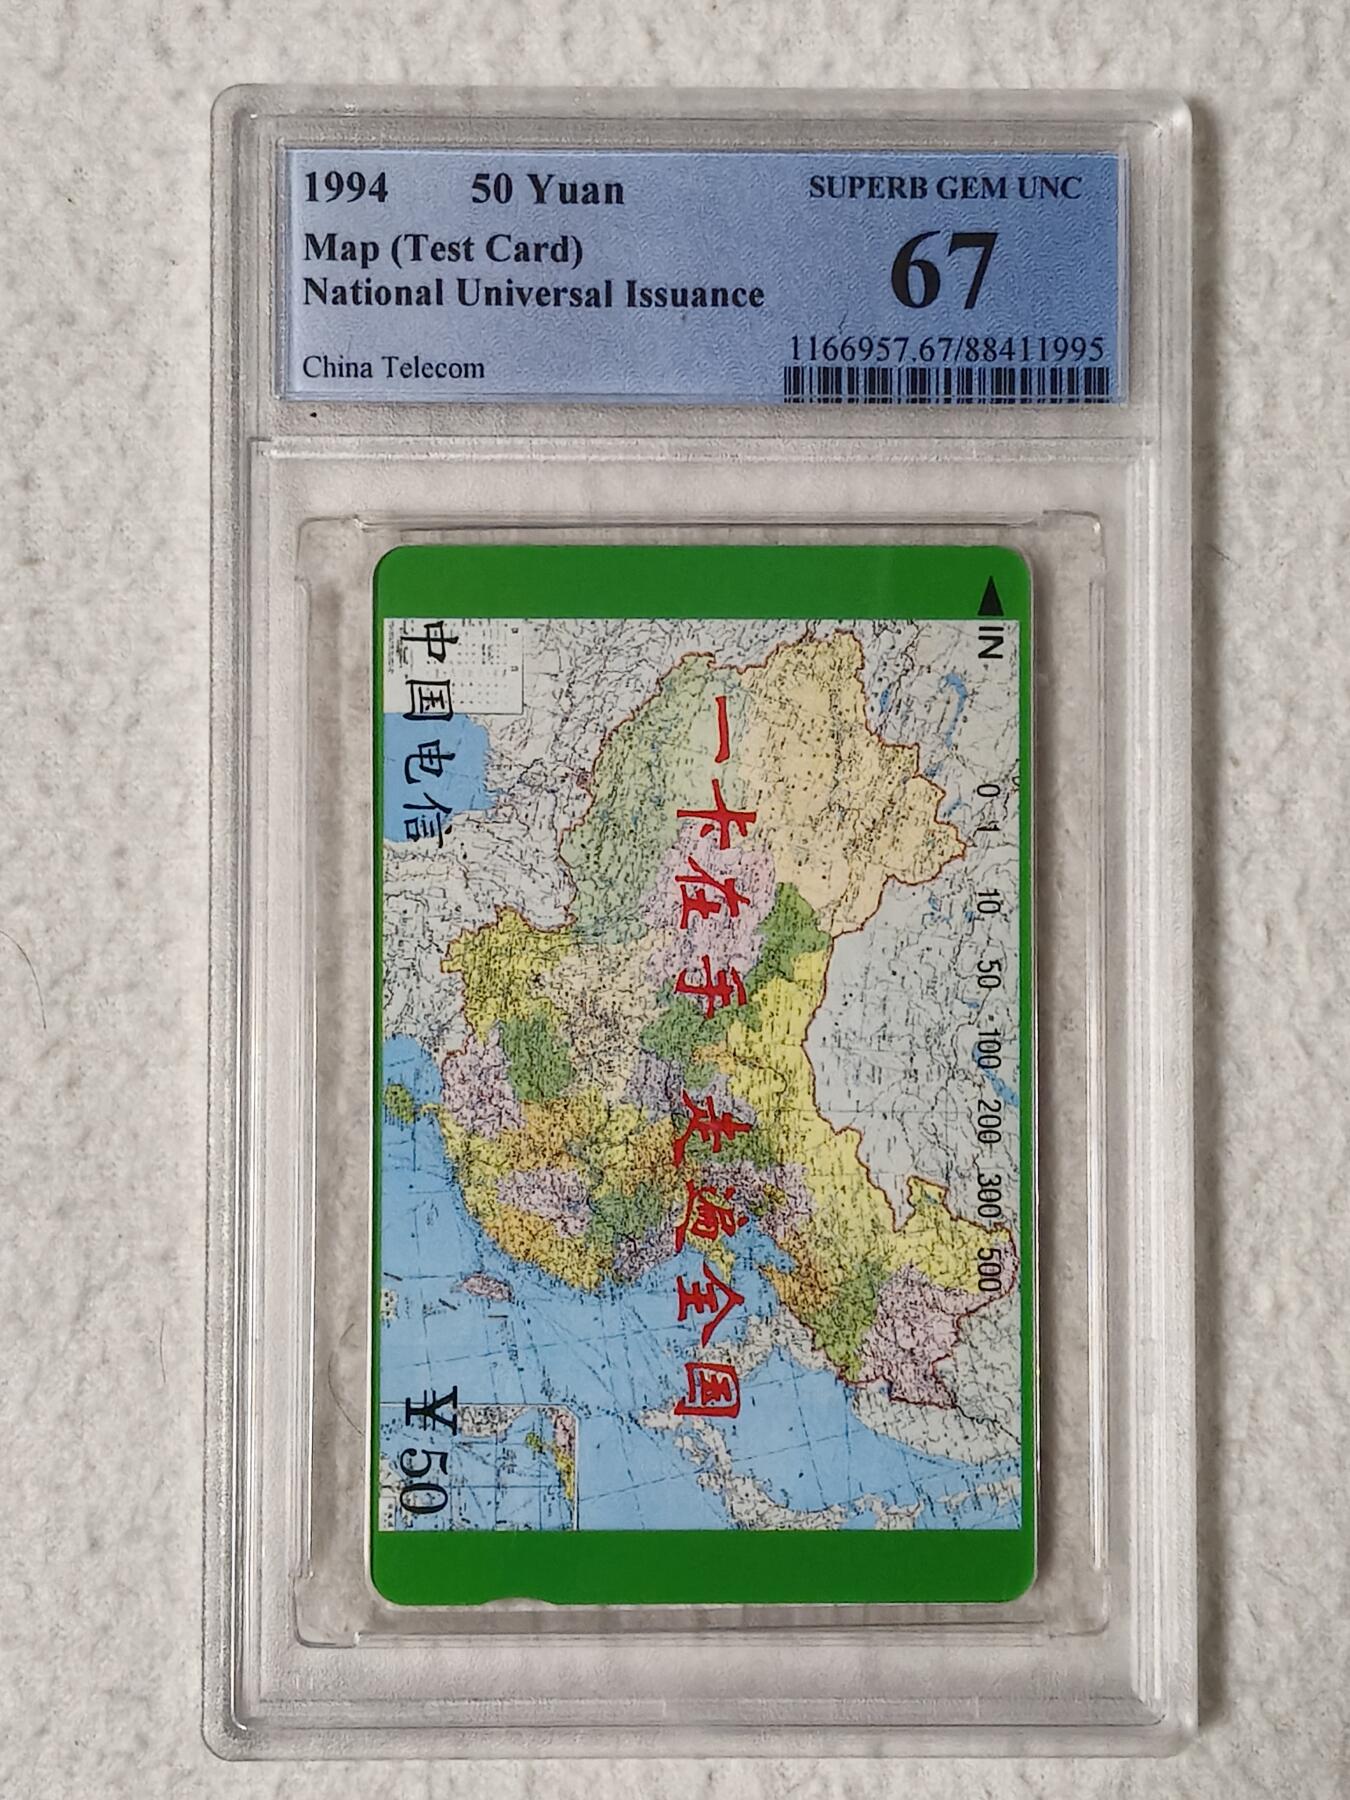 1994 50 Yuan
Map (Test Card)
National Universal Issuance
China Telecom
SUPERB GEM UNC
67
1166957.67/88411995
IN
0 1 10 50 100 200 300 500
一卡在手 走遍全国
中国电信
¥50